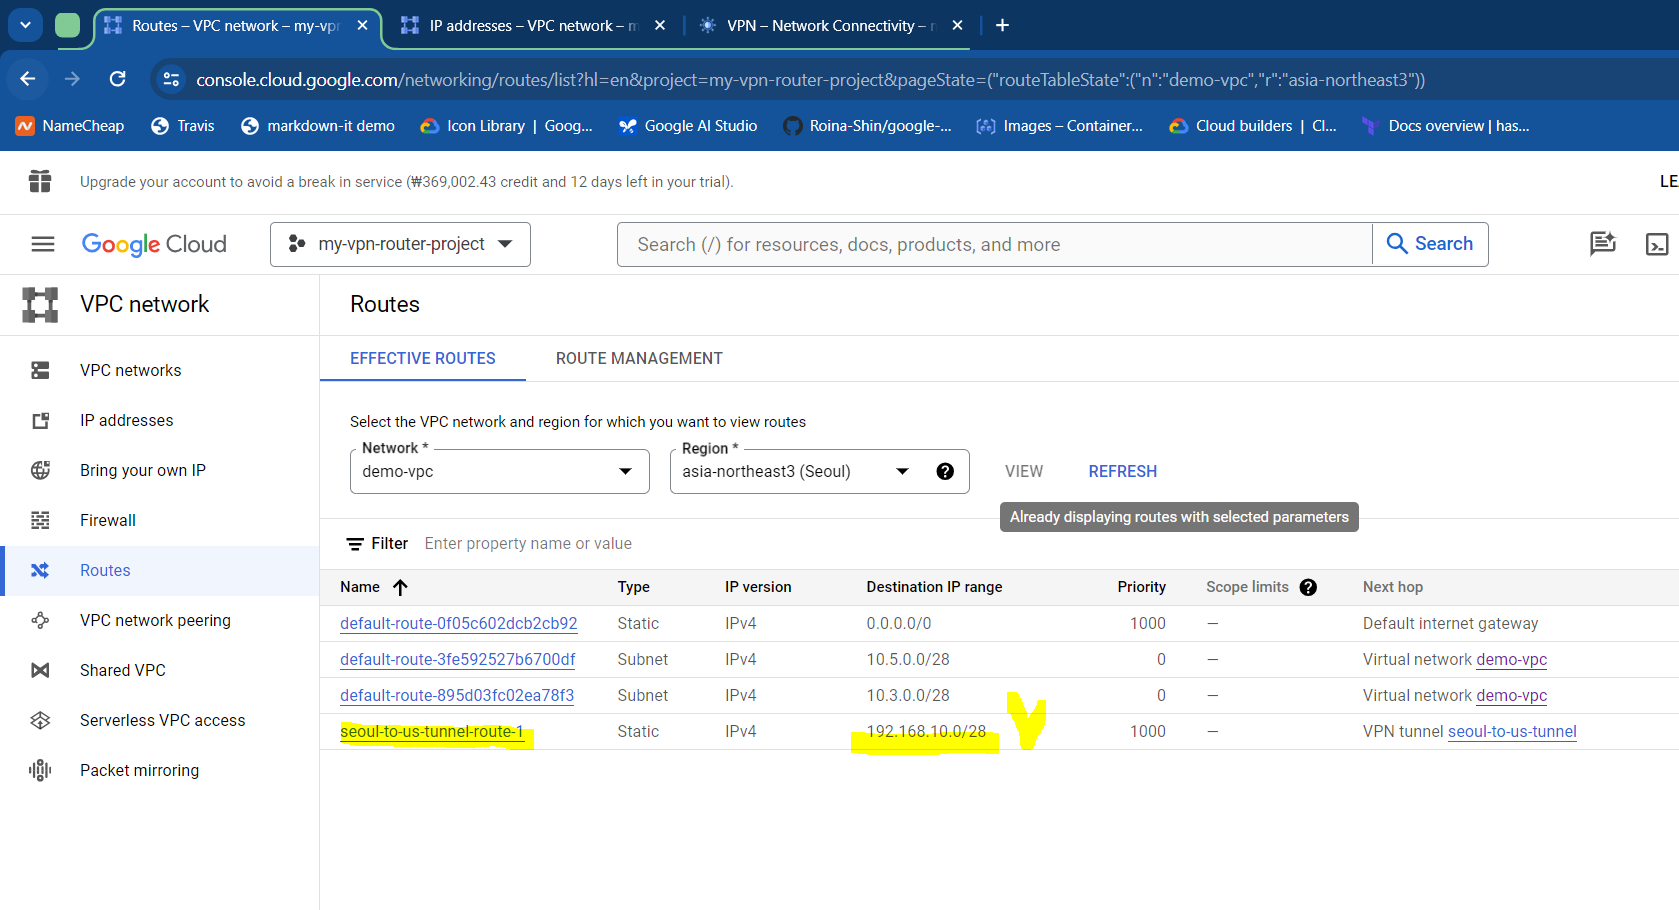 Routes – VPC network – my-vpn
IP addresses – VPC network – m
VPN – Network Connectivity –
console.cloud.google.com/networking/routes/list?hl=en&project=my-vpn-router-project&pageState=("routeTableState":("n":"demo-vpc","r":"asia-northeast3"))
NameCheap Travis markdown-it demo Icon Library | Goog... Google AI Studio Roina-Shin/google-... Images – Container... Cloud builders | Cl... Docs overview | has...
Upgrade your account to avoid a break in service (₩369,002.43 credit and 12 days left in your trial). LE
Google Cloud my-vpn-router-project Search (/) for resources, docs, products, and more Search
VPC network
VPC networks
IP addresses
Bring your own IP
Firewall
Routes
VPC network peering
Shared VPC
Serverless VPC access
Packet mirroring
Routes
EFFECTIVE ROUTES ROUTE MANAGEMENT
Select the VPC network and region for which you want to view routes
Network * Region *
demo-vpc asia-northeast3 (Seoul) VIEW REFRESH
Already displaying routes with selected parameters
Filter Enter property name or value
Name Type IP version Destination IP range Priority Scope limits Next hop
default-route-0f05c602dcb2cb92 Static IPv4 0.0.0.0/0 1000 — Default internet gateway
default-route-3fe592527b6700df Subnet IPv4 10.5.0.0/28 0 — Virtual network demo-vpc
default-route-895d03fc02ea78f3 Subnet IPv4 10.3.0.0/28 0 — Virtual network demo-vpc
seoul-to-us-tunnel-route-1 Static IPv4 192.168.10.0/28 1000 — VPN tunnel seoul-to-us-tunnel